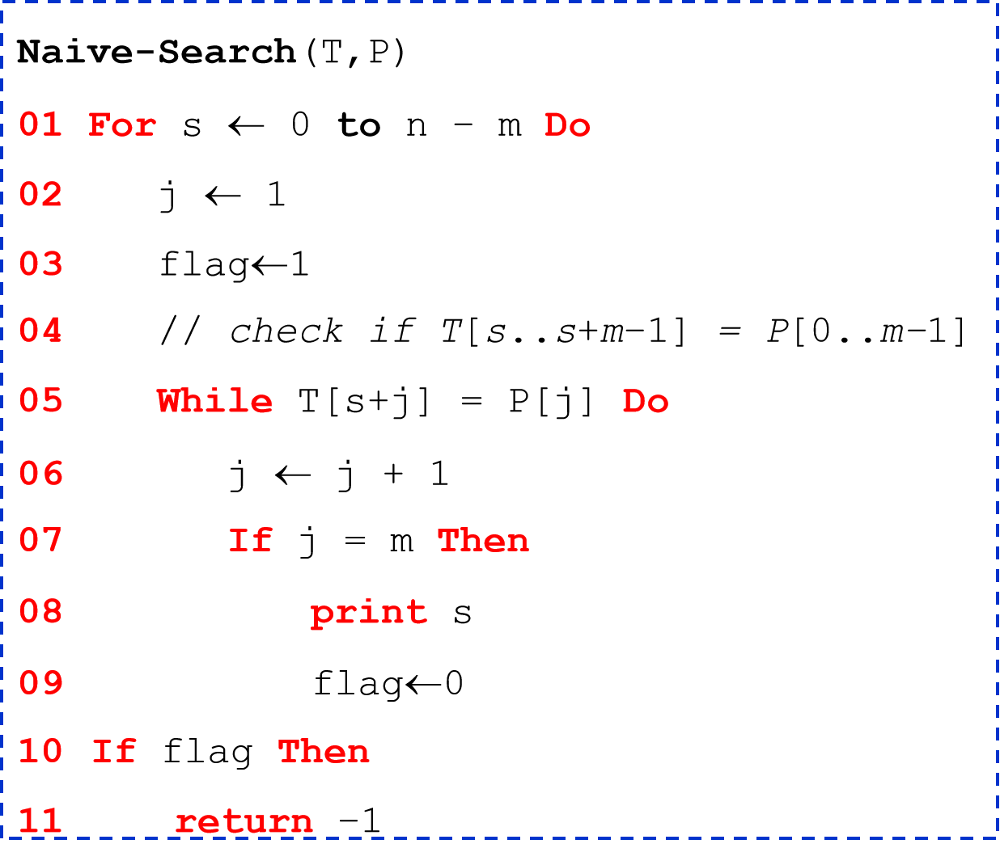 Naive-Search(T,P)
01 For s ← 0 to n – m Do
02 j ← 1
03 flag←1
04 // check if T[s..s+m–1] = P[0..m–1]
05 While T[s+j] = P[j] Do
06 j ← j + 1
07 If j = m Then
08 print s
09 flag←0
10 If flag Then
11 return –1